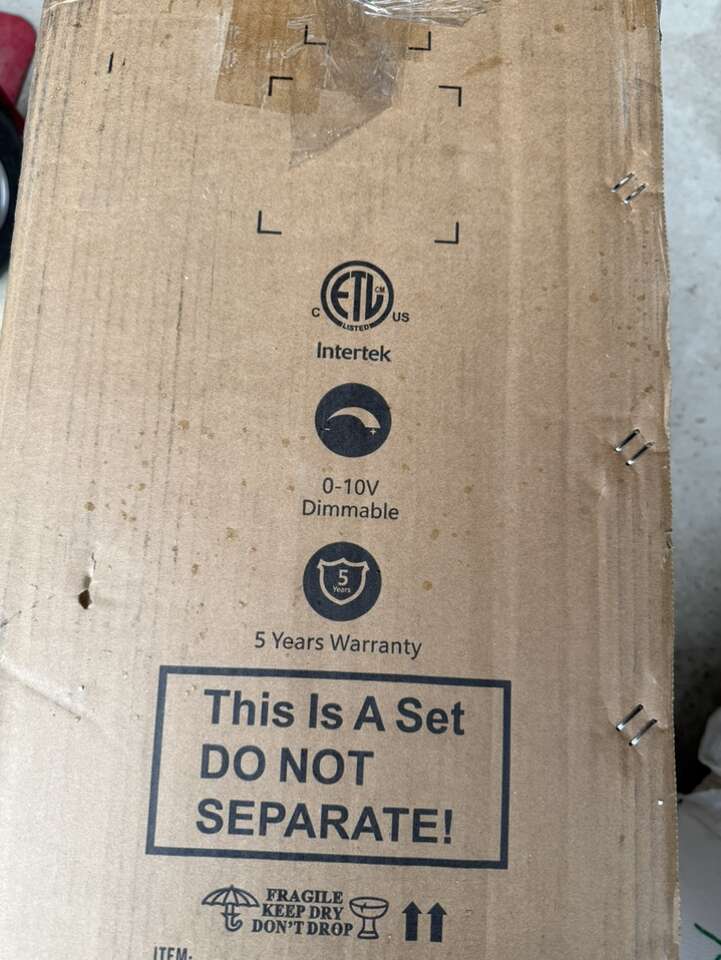 ETL CM
C US
LISTED
Intertek
- +
0-10V
Dimmable
5
Years
5 Years Warranty
This Is A Set
DO NOT
SEPARATE!
FRAGILE
KEEP DRY
DON'T DROP
ITEM: